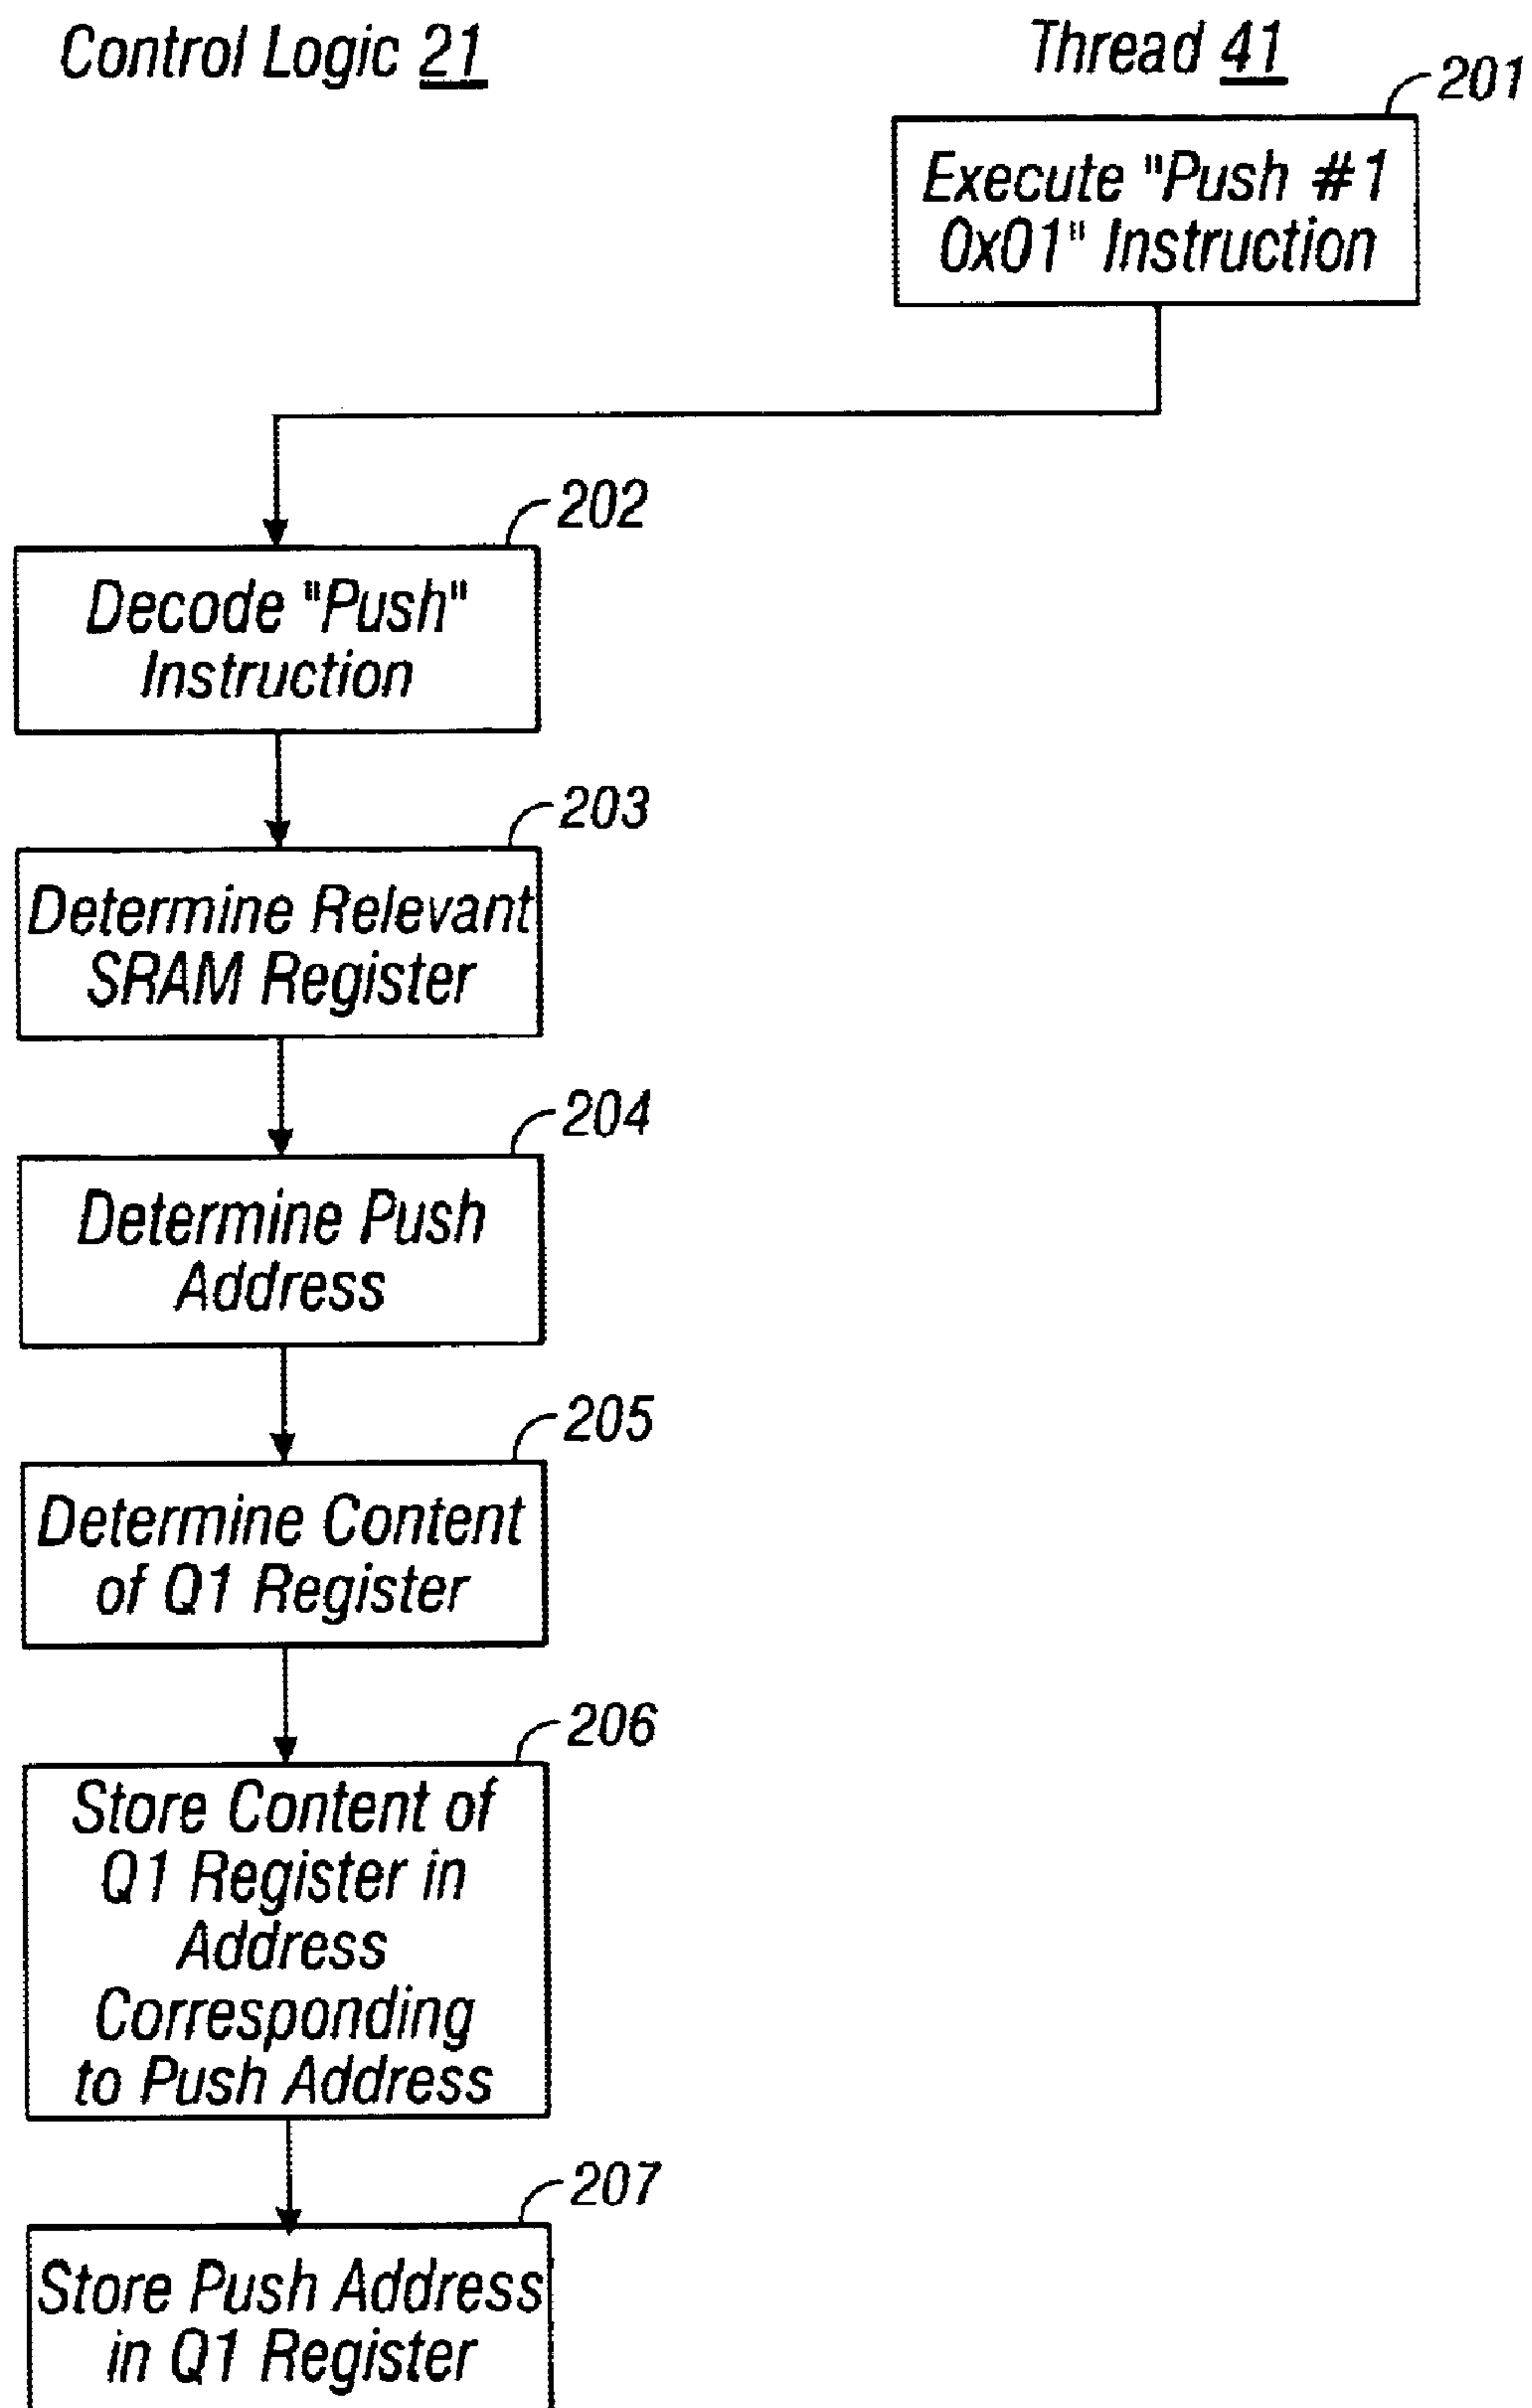 Control Logic 21
Thread 41
201
Execute "Push #1
0x01" Instruction
202
Decode "Push"
Instruction
203
Determine Relevant
SRAM Register
204
Determine Push
Address
205
Determine Content
of Q1 Register
206
Store Content of
Q1 Register in
Address
Corresponding
to Push Address
207
Store Push Address
in Q1 Register